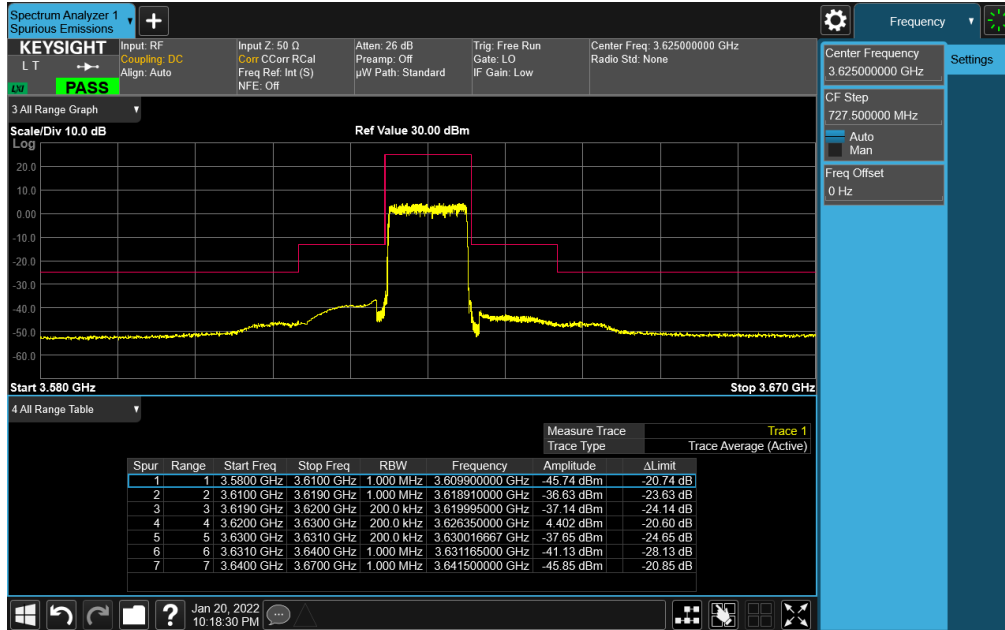 Spectrum Analyzer 1
Spurious Emissions
Frequency
KEYSIGHT
L T
LXI
PASS
Input: RF
Coupling: DC
Align: Auto
Input Z: 50 Ω
Corr CCorr RCal
Freq Ref: Int (S)
NFE: Off
Atten: 26 dB
Preamp: Off
µW Path: Standard
Trig: Free Run
Gate: LO
IF Gain: Low
Center Freq: 3.625000000 GHz
Radio Std: None
Center Frequency
3.625000000 GHz
Settings
CF Step
727.500000 MHz
Auto
Man
Freq Offset
0 Hz
3 All Range Graph
Scale/Div 10.0 dB
Ref Value 30.00 dBm
Log
20.0
10.0
0.00
-10.0
-20.0
-30.0
-40.0
-50.0
-60.0
Start 3.580 GHz
Stop 3.670 GHz
4 All Range Table
Measure Trace Trace 1
Trace Type Trace Average (Active)
Spur Range Start Freq Stop Freq RBW Frequency Amplitude ΔLimit
1 1 3.5800 GHz 3.6100 GHz 1.000 MHz 3.609900000 GHz -45.74 dBm -20.74 dB
2 2 3.6100 GHz 3.6190 GHz 1.000 MHz 3.618910000 GHz -36.63 dBm -23.63 dB
3 3 3.6190 GHz 3.6200 GHz 200.0 kHz 3.619995000 GHz -37.14 dBm -24.14 dB
4 4 3.6200 GHz 3.6300 GHz 200.0 kHz 3.626350000 GHz 4.402 dBm -20.60 dB
5 5 3.6300 GHz 3.6310 GHz 200.0 kHz 3.630016667 GHz -37.65 dBm -24.65 dB
6 6 3.6310 GHz 3.6400 GHz 1.000 MHz 3.631165000 GHz -41.13 dBm -28.13 dB
7 7 3.6400 GHz 3.6700 GHz 1.000 MHz 3.641500000 GHz -45.85 dBm -20.85 dB
Jan 20, 2022
10:18:30 PM